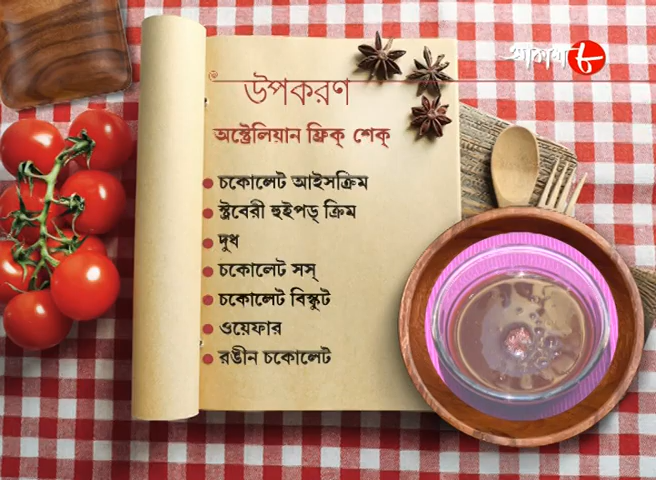 আকাশ ৮
উপকরণ
অস্ট্রেলিয়ান ফ্রিক্ শেক্
চকোলেট আইসক্রিম
স্ট্রবেরী হুইপড্ ক্রিম
দুধ
চকোলেট সস্
চকোলেট বিস্কুট
ওয়েফার
রঙীন চকোলেট